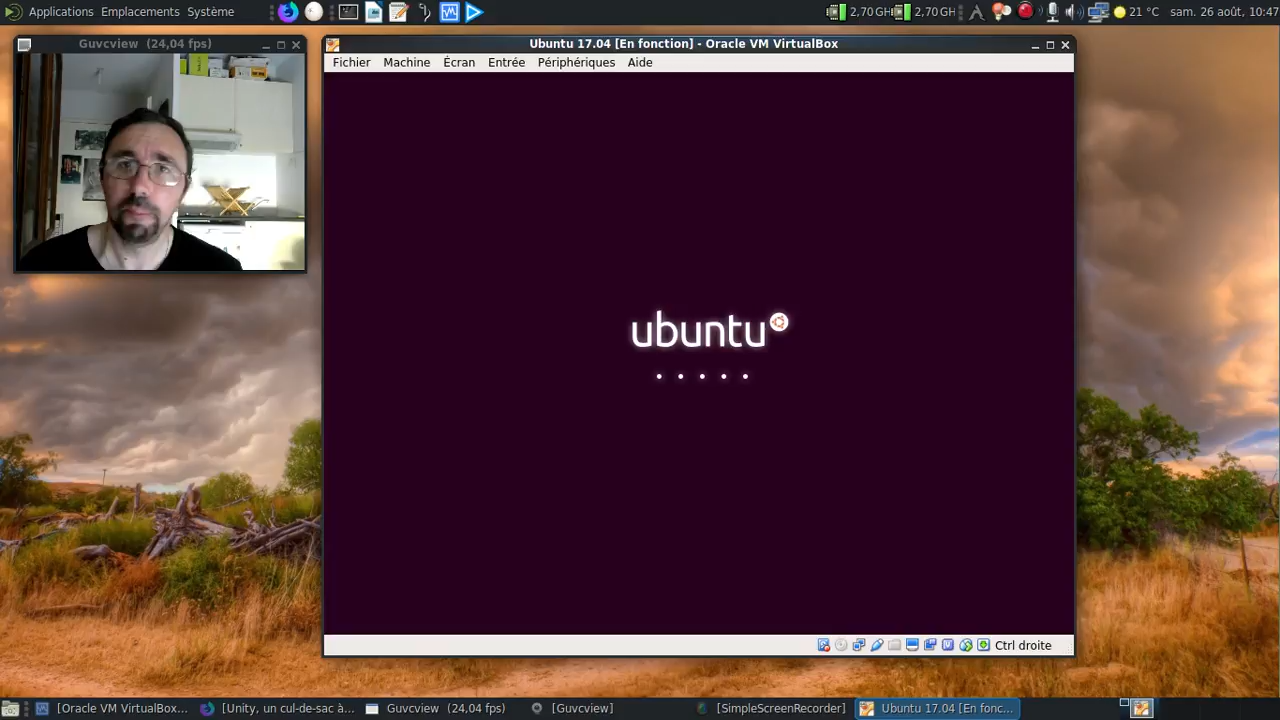 Applications Emplacements Système 2,70 GH 2,70 GH 21 °C sam. 26 août, 10:47
Guvcview (24,04 fps)
Ubuntu 17.04 [En fonction] - Oracle VM VirtualBox
Fichier Machine Écran Entrée Périphériques Aide
ubuntu
Ctrl droite
[Oracle VM VirtualBox... [Unity, un cul-de-sac à... Guvcview (24,04 fps) [Guvcview] [SimpleScreenRecorder] Ubuntu 17.04 [En fonc...